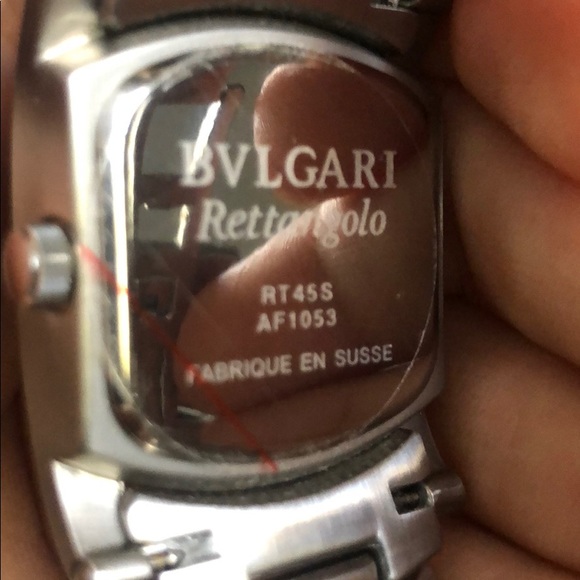 BVLGARI
Rettangolo
RT45S
AF1053
FABRIQUE EN SUSSE